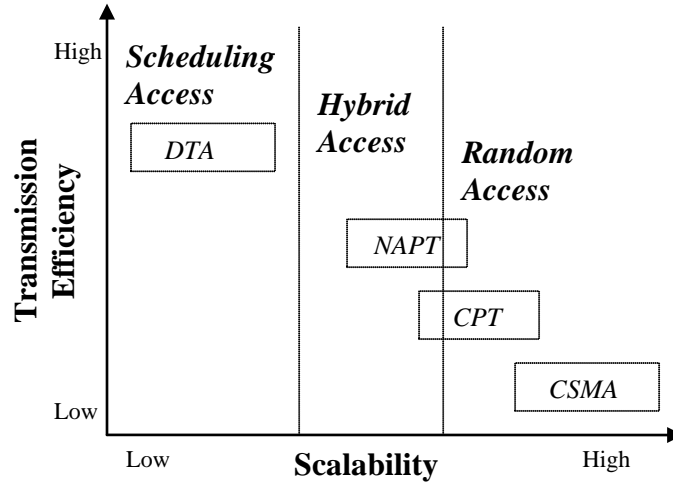 High
Scheduling
Access
Hybrid
Access
DTA
Random
Access
Transmission
Efficiency
NAPT
CPT
CSMA
Low
Low
Scalability
High